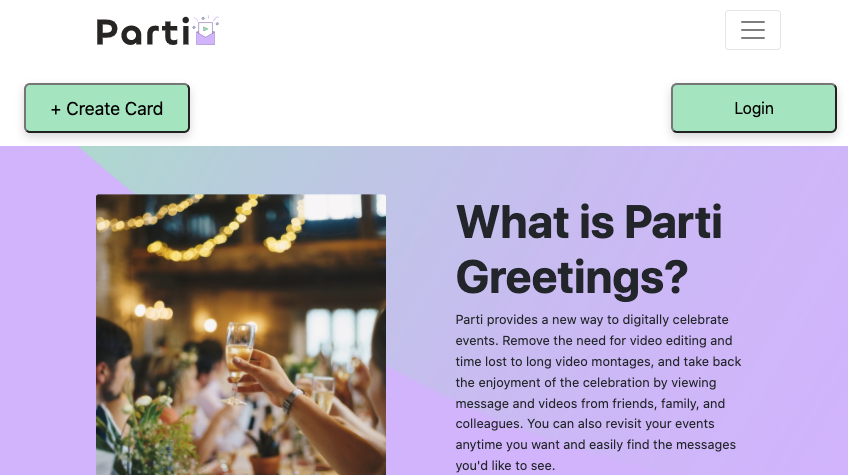 Parti
+ Create Card
Login
What is Parti
Greetings?
Parti provides a new way to digitally celebrate
events. Remove the need for video editing and
time lost to long video montages, and take back
the enjoyment of the celebration by viewing
message and videos from friends, family, and
colleagues. You can also revisit your events
anytime you want and easily find the messages
you'd like to see.